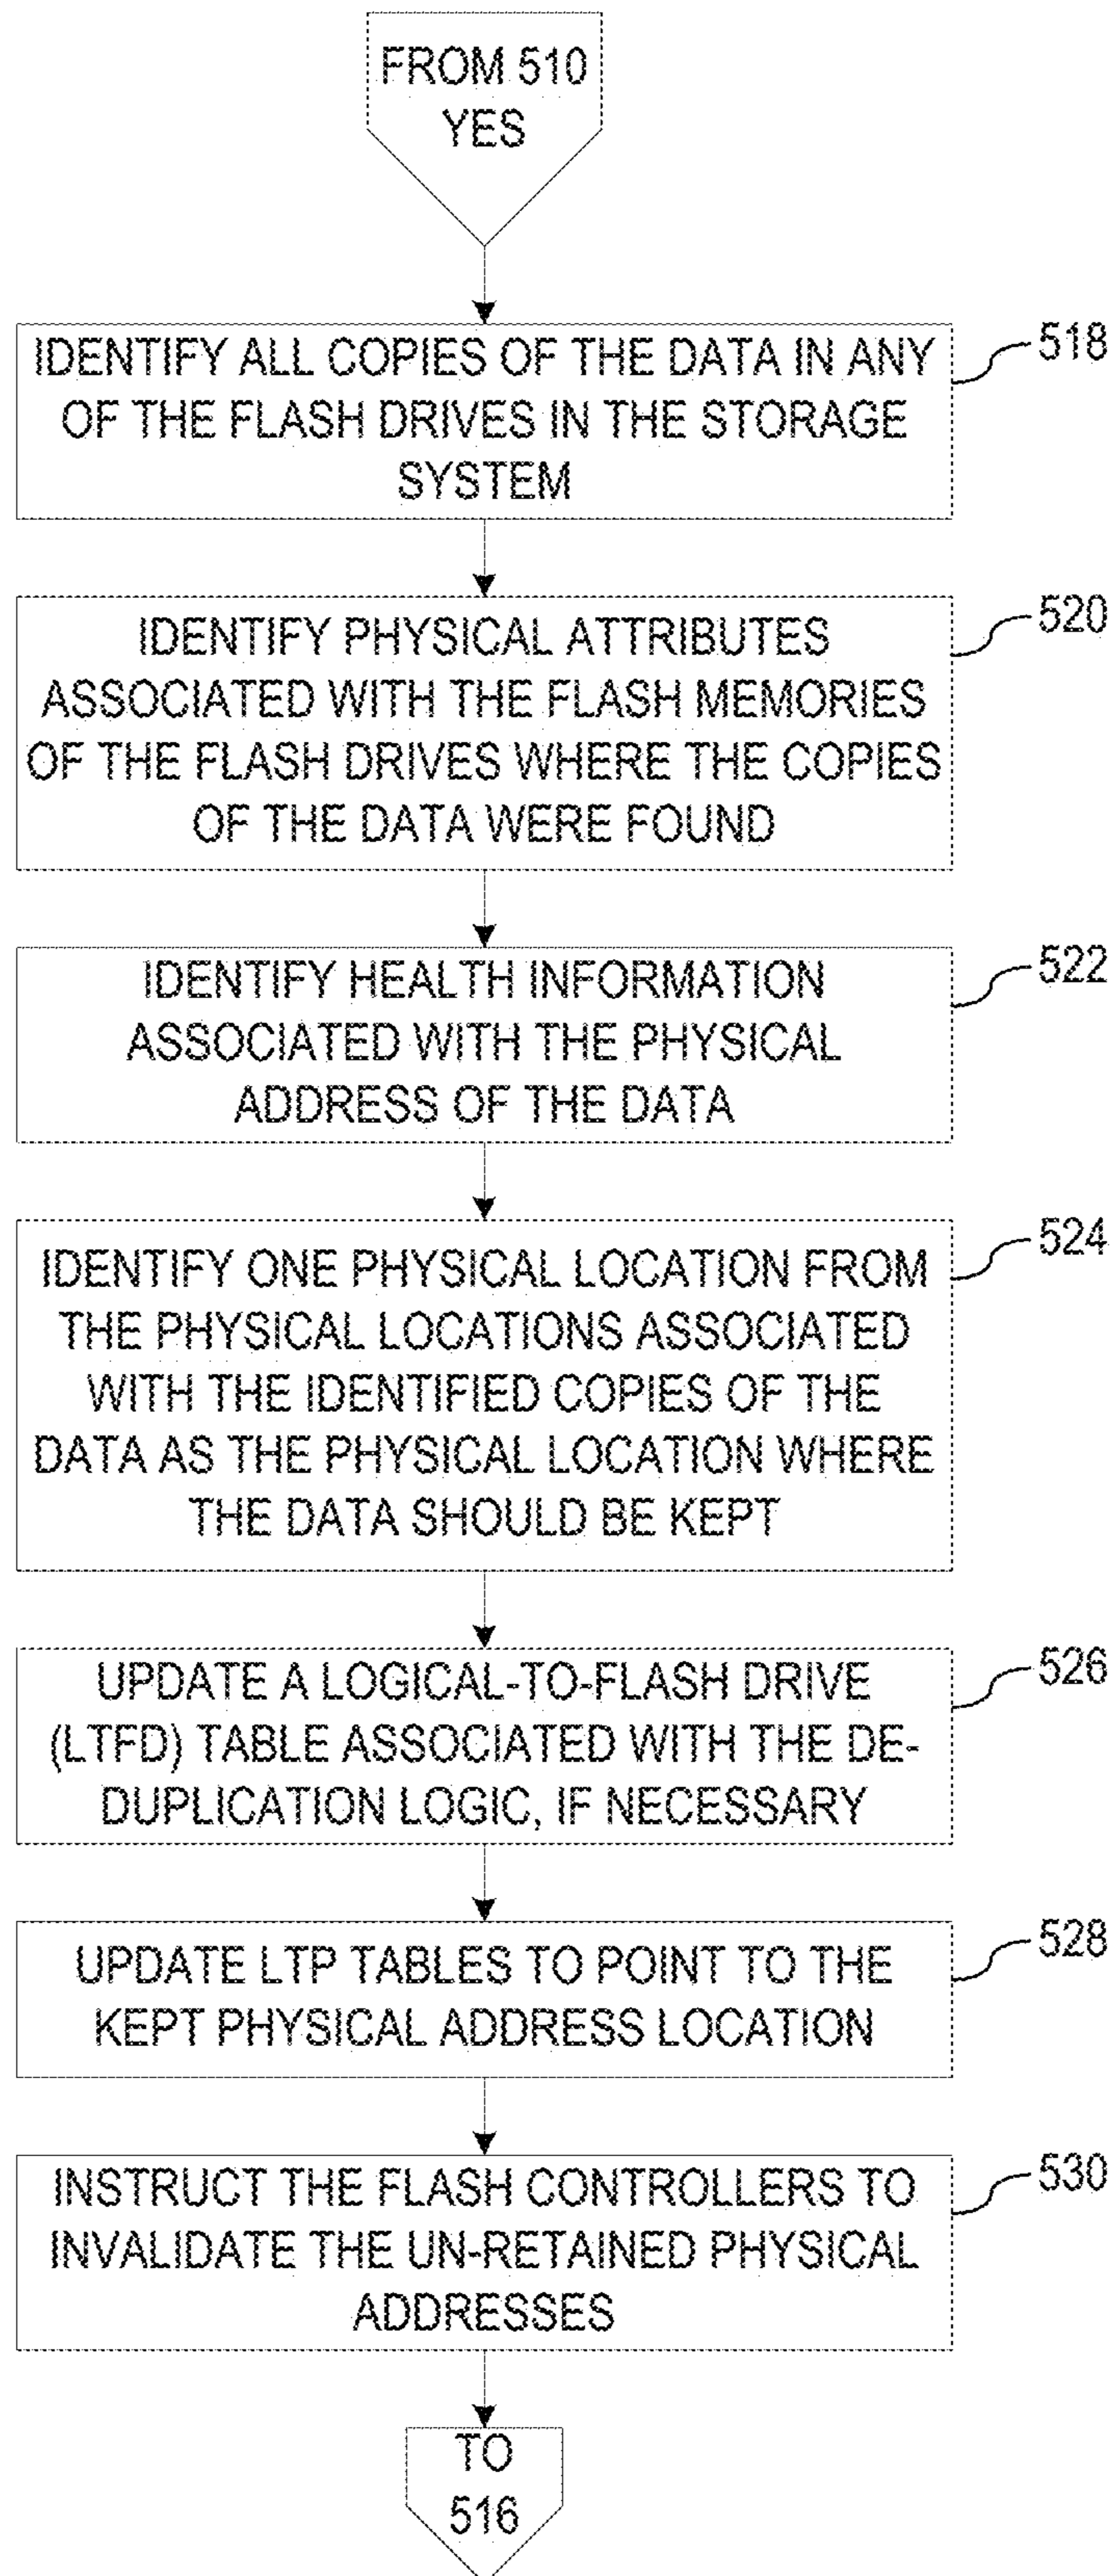 FROM 510
YES
IDENTIFY ALL COPIES OF THE DATA IN ANY
OF THE FLASH DRIVES IN THE STORAGE
SYSTEM
518
IDENTIFY PHYSICAL ATTRIBUTES
ASSOCIATED WITH THE FLASH MEMORIES
OF THE FLASH DRIVES WHERE THE COPIES
OF THE DATA WERE FOUND
520
IDENTIFY HEALTH INFORMATION
ASSOCIATED WITH THE PHYSICAL
ADDRESS OF THE DATA
522
IDENTIFY ONE PHYSICAL LOCATION FROM
THE PHYSICAL LOCATIONS ASSOCIATED
WITH THE IDENTIFIED COPIES OF THE
DATA AS THE PHYSICAL LOCATION WHERE
THE DATA SHOULD BE KEPT
524
UPDATE A LOGICAL-TO-FLASH DRIVE
(LTFD) TABLE ASSOCIATED WITH THE DE-
DUPLICATION LOGIC, IF NECESSARY
526
UPDATE LTP TABLES TO POINT TO THE
KEPT PHYSICAL ADDRESS LOCATION
528
INSTRUCT THE FLASH CONTROLLERS TO
INVALIDATE THE UN-RETAINED PHYSICAL
ADDRESSES
530
TO
516